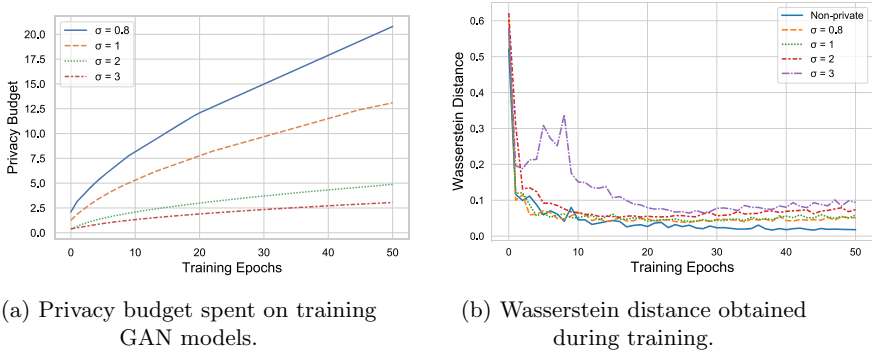 σ = 0.8
σ = 1
σ = 2
σ = 3
Privacy Budget
20.0
17.5
15.0
12.5
10.0
7.5
5.0
2.5
0.0
0 10 20 30 40 50
Training Epochs
(a) Privacy budget spent on training
GAN models.
Non-private
σ = 0.8
σ = 1
σ = 2
σ = 3
Wasserstein Distance
0,6
0,5
0,4
0,3
0,2
0,1
0.0
0 10 20 30 40 50
Training Epochs
(b) Wasserstein distance obtained
during training.